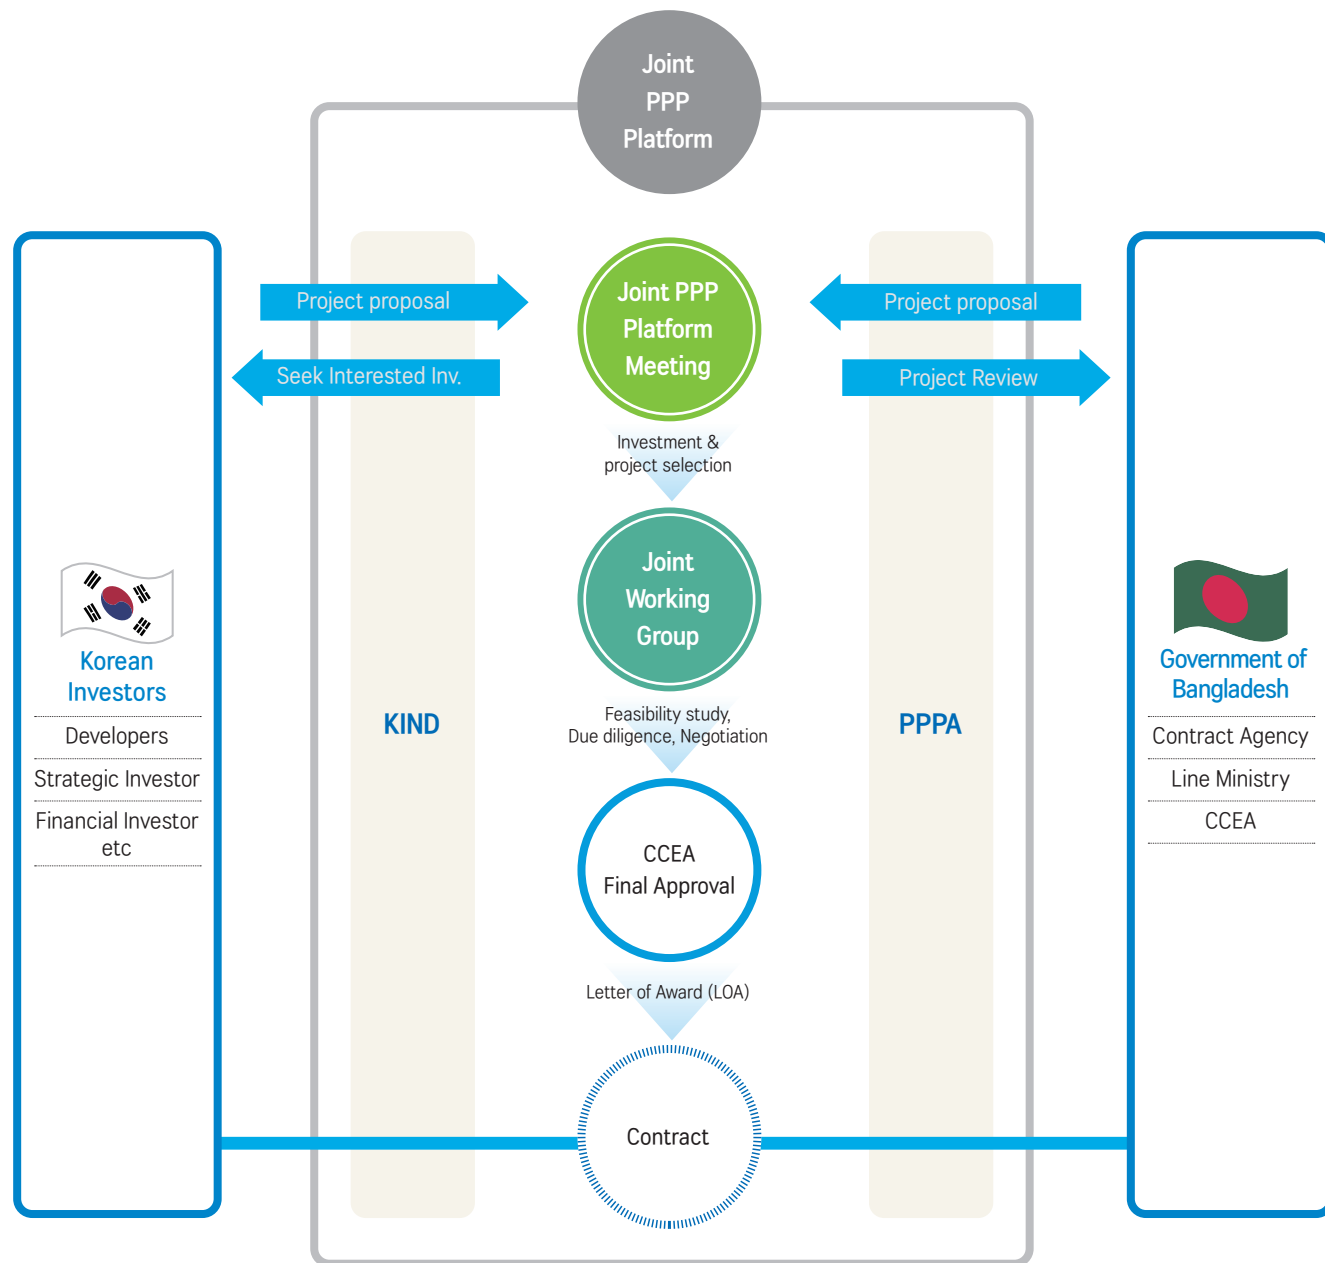 Joint
PPP
Platform
Project proposal
Seek Interested Inv.
Joint PPP
Platform
Meeting
Project proposal
Project Review
Investment &
project selection
Joint
Working
Group
Korean
Investors
Developers
Strategic Investor
Financial Investor
etc
KIND
Feasibility study,
Due diligence, Negotiation
PPPA
Government of
Bangladesh
Contract Agency
Line Ministry
CCEA
CCEA
Final Approval
Letter of Award (LOA)
Contract